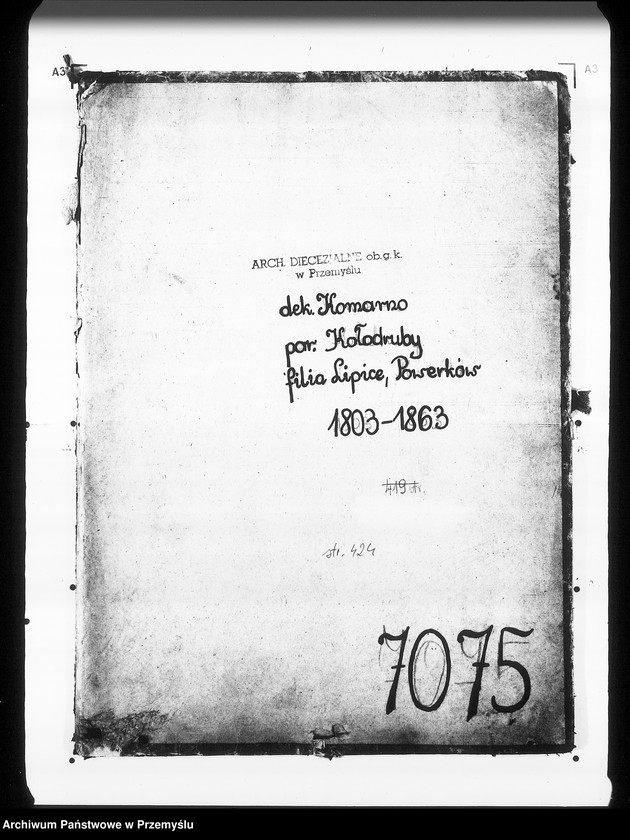 A3
A3
ARCH. DIECEZJALNE ob.g.k.
w Przemyślu
dek. Komarno
par. Kołodruby
filia Lipice, Powerków
1803-1863
str. 424
7075
Archiwum Państwowe w Przemyślu